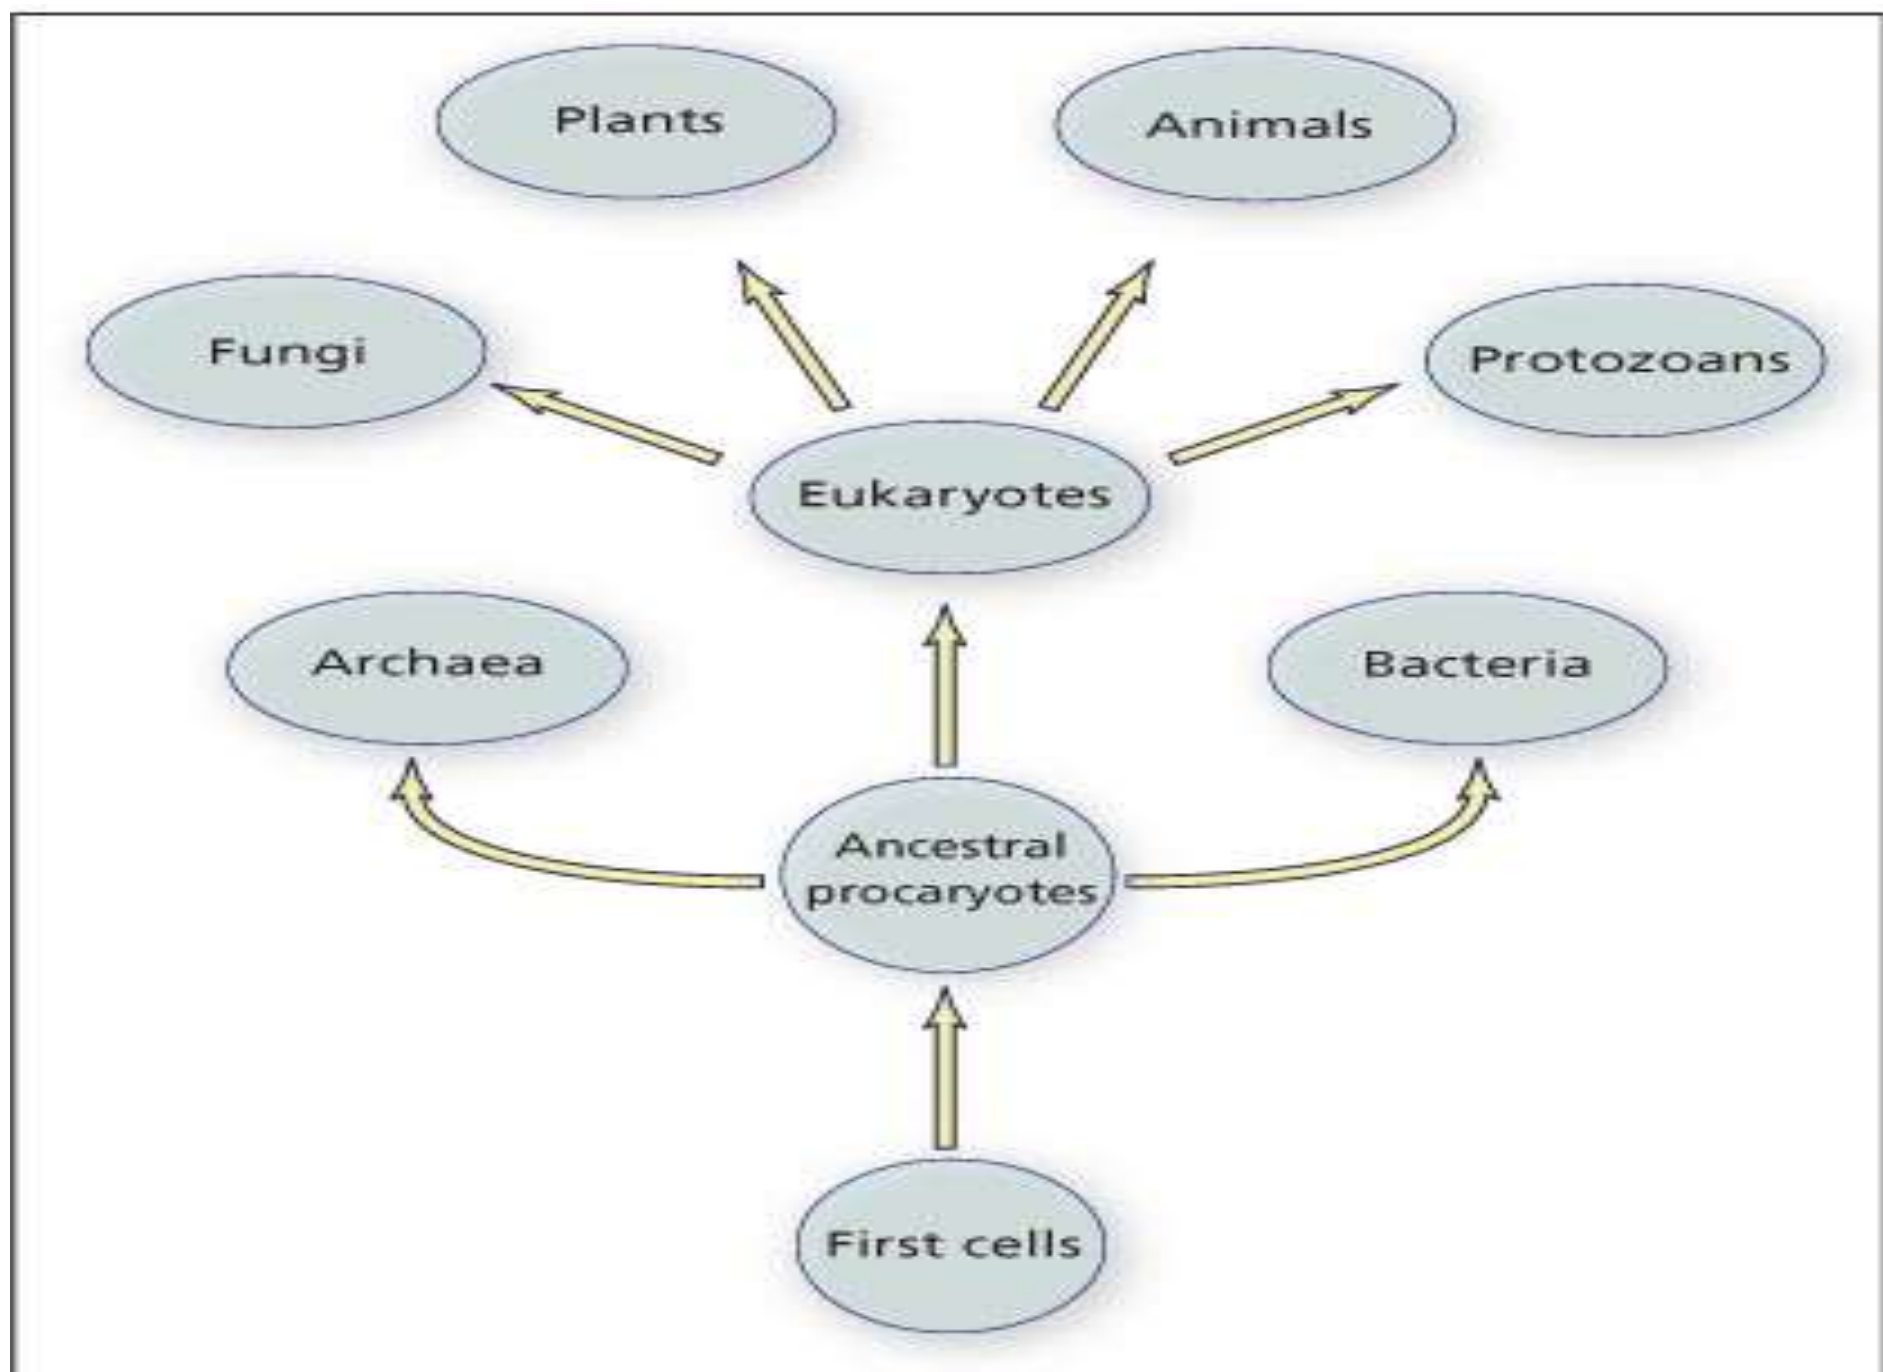 Plants
Animals
Fungi
Protozoans
Eukaryotes
Archaea
Bacteria
Ancestral
procaryotes
First cells